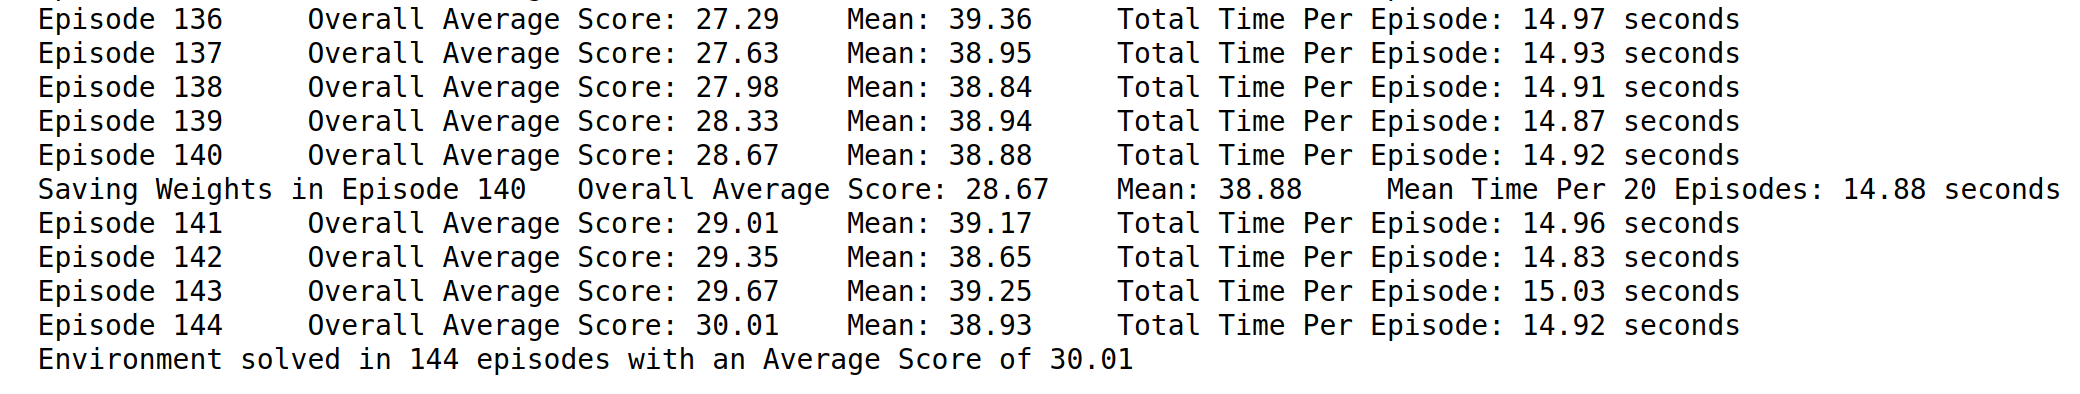 Episode 136 Overall Average Score: 27.29 Mean: 39.36 Total Time Per Episode: 14.97 seconds
Episode 137 Overall Average Score: 27.63 Mean: 38.95 Total Time Per Episode: 14.93 seconds
Episode 138 Overall Average Score: 27.98 Mean: 38.84 Total Time Per Episode: 14.91 seconds
Episode 139 Overall Average Score: 28.33 Mean: 38.94 Total Time Per Episode: 14.87 seconds
Episode 140 Overall Average Score: 28.67 Mean: 38.88 Total Time Per Episode: 14.92 seconds
Saving Weights in Episode 140 Overall Average Score: 28.67 Mean: 38.88 Mean Time Per 20 Episodes: 14.88 seconds
Episode 141 Overall Average Score: 29.01 Mean: 39.17 Total Time Per Episode: 14.96 seconds
Episode 142 Overall Average Score: 29.35 Mean: 38.65 Total Time Per Episode: 14.83 seconds
Episode 143 Overall Average Score: 29.67 Mean: 39.25 Total Time Per Episode: 15.03 seconds
Episode 144 Overall Average Score: 30.01 Mean: 38.93 Total Time Per Episode: 14.92 seconds
Environment solved in 144 episodes with an Average Score of 30.01